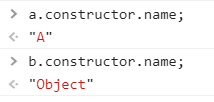 > a.constructor.name;
<· "A"
> b.constructor.name;
<· "Object"